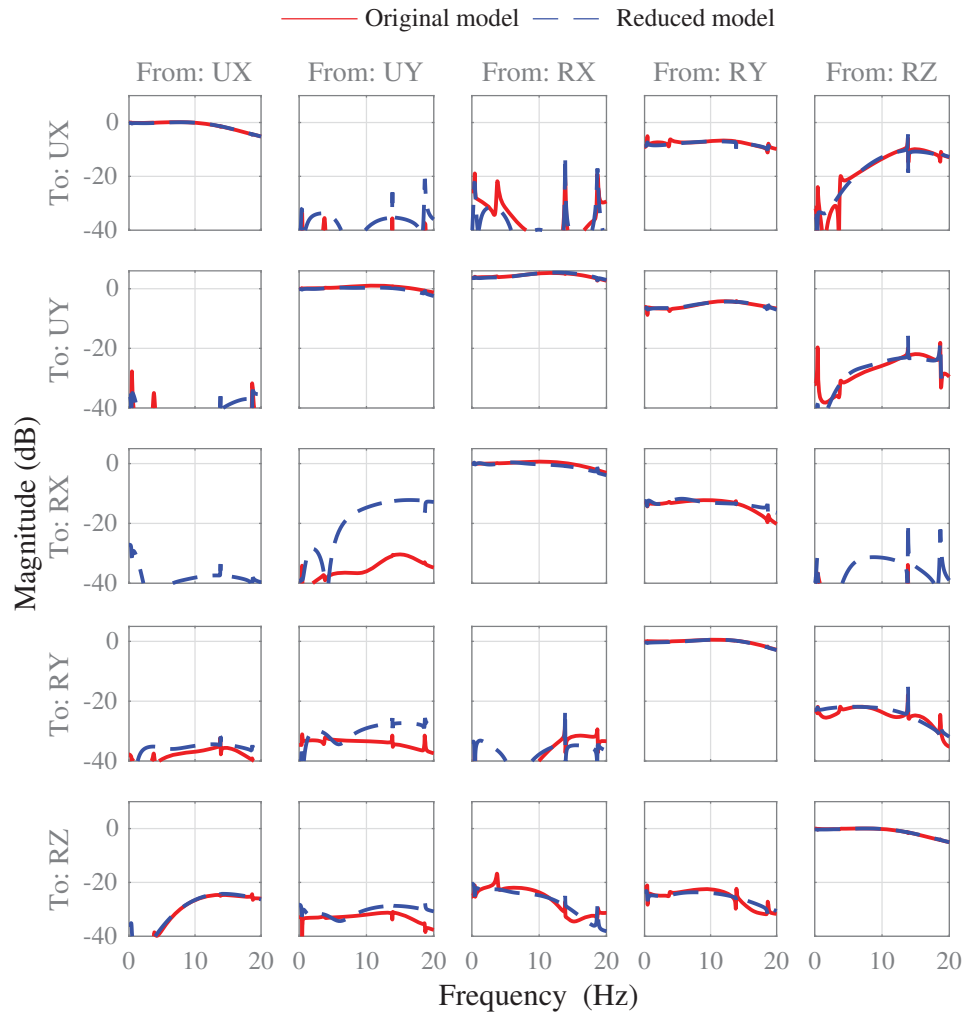 Original model
Reduced model
From: UX
From: UY
From: RX
From: RY
From: RZ
To: UX
0
-20
-40
To: UY
0
-20
-40
To: RX
0
-20
-40
To: RY
0
-20
-40
To: RZ
0
-20
-40
0
10
20
0
10
20
0
10
20
0
10
20
0
10
20
Magnitude (dB)
Frequency (Hz)